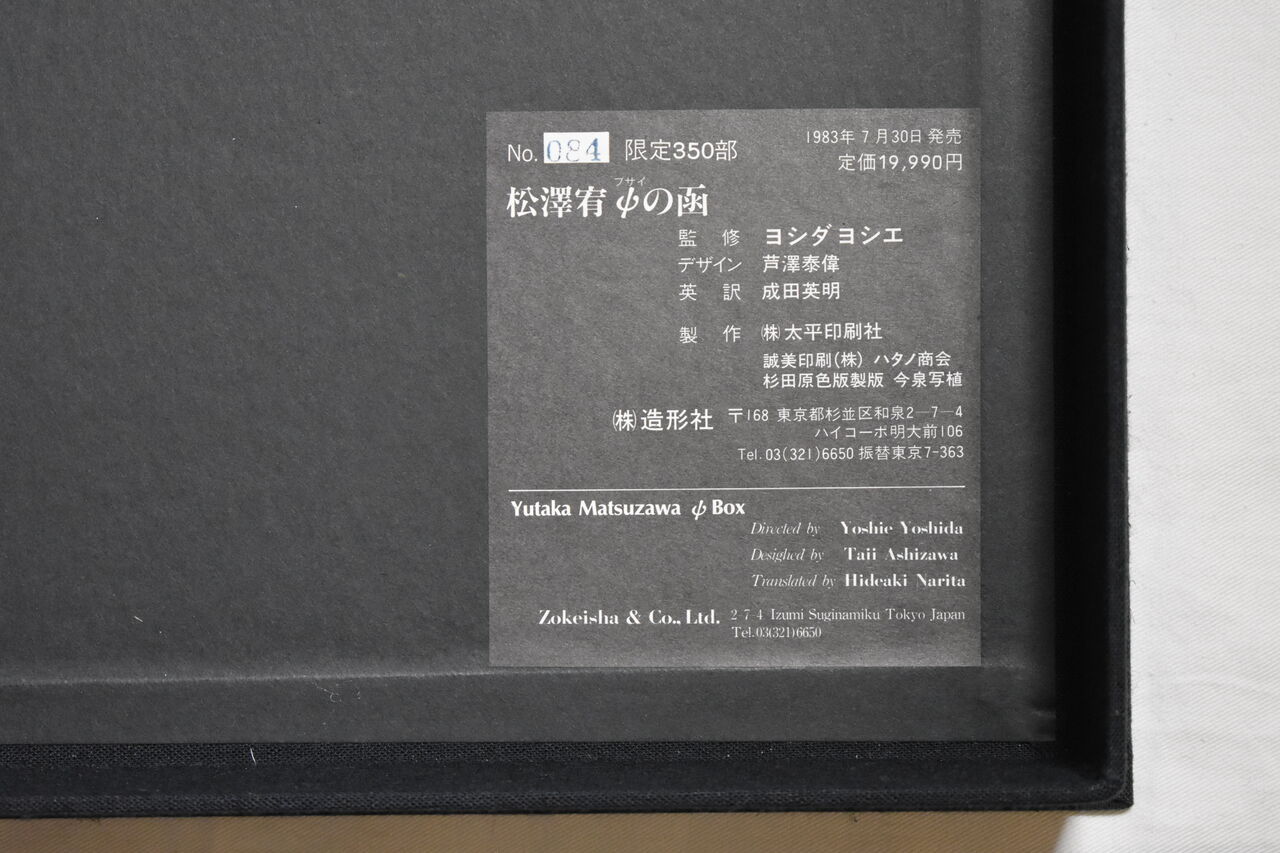 No. 084 限定350部
1983年7月30日発売
定価19,990円
プサイ
松澤宥ψの函
監 修 ヨシダヨシエ
デザイン 芦澤泰偉
英 訳 成田英明
製 作 ㈱太平印刷社
誠美印刷(株) ハタノ商会
杉田原色版製版 今泉写植
㈱造形社 〒168 東京都杉並区和泉2-7-4
ハイコーポ明大前106
Tel. 03(321)6650 振替東京7-363
Yutaka Matsuzawa ψ Box
Directed by Yoshie Yoshida
Desighed by Taii Ashizawa
Translated by Hideaki Narita
Zokeisha & Co., Ltd. 2-7-4 Izumi Suginamiku Tokyo Japan
Tel.03(321)6650